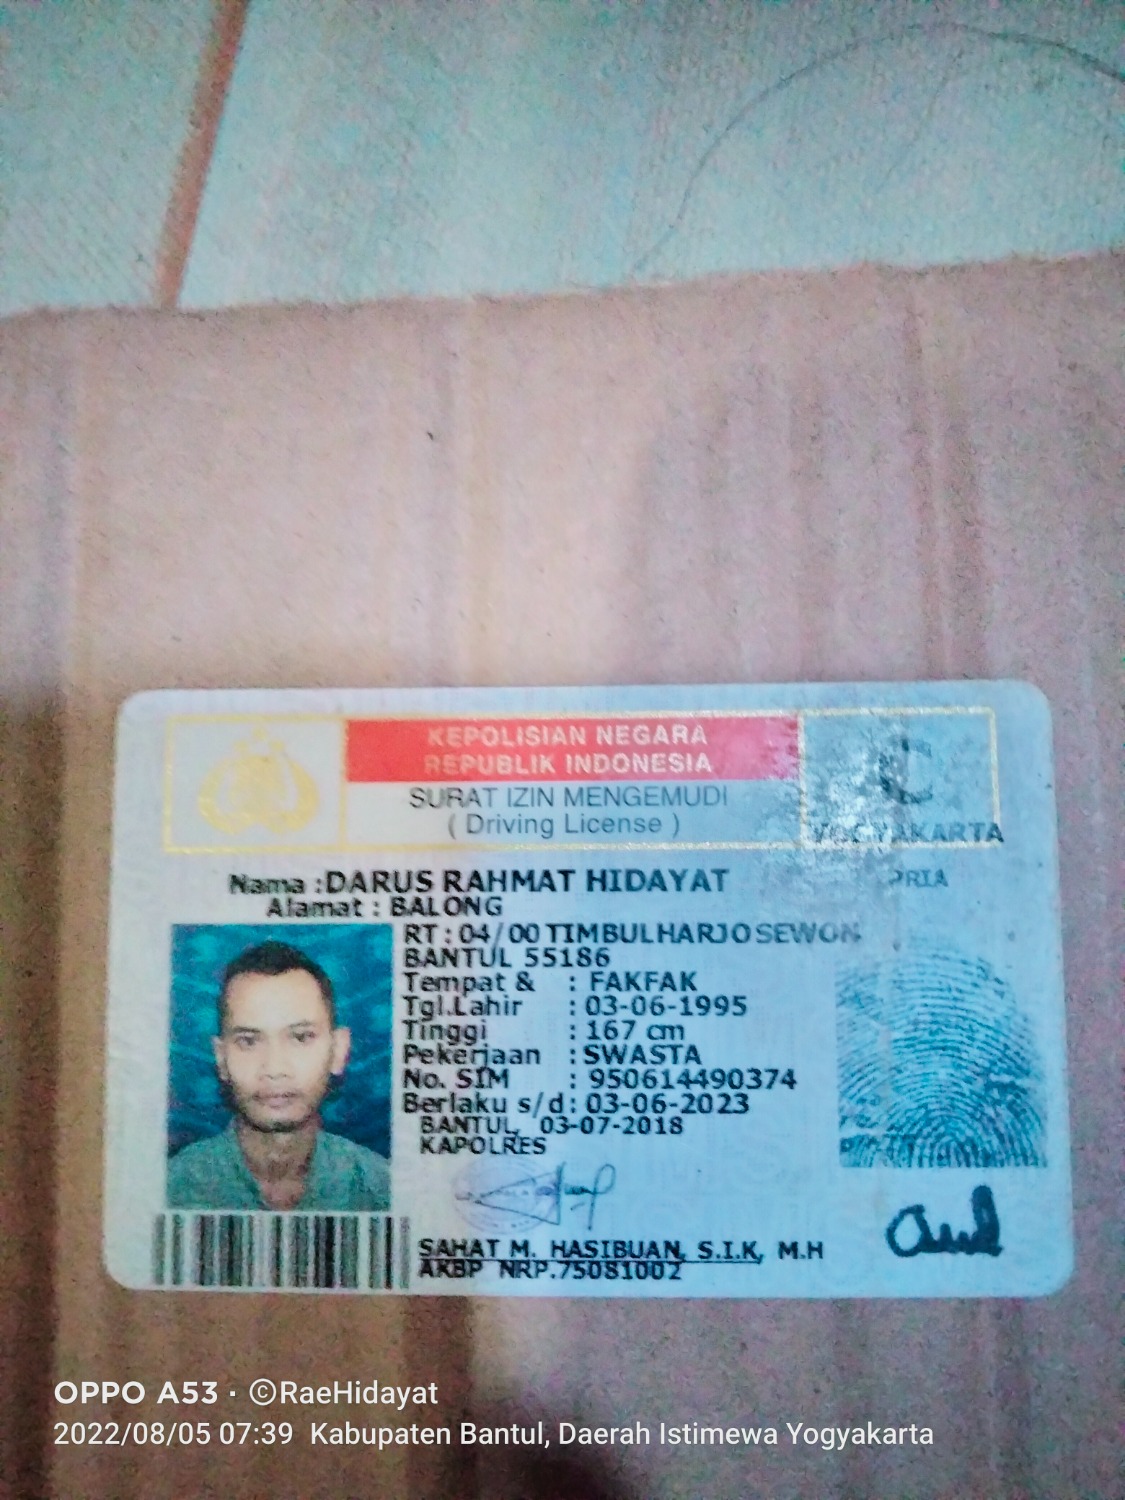 KEPOLISIAN NEGARA
REPUBLIK INDONESIA
SURAT IZIN MENGEMUDI
( Driving License )
C
YOGYAKARTA
Nama : DARUS RAHMAT HIDAYAT
PRIA
Alamat : BALONG
RT : 04/00 TIMBULHARJO SEWON
BANTUL 55186
Tempat & : FAKFAK
Tgl.Lahir : 03-06-1995
Tinggi : 167 cm
Pekerjaan : SWASTA
No. SIM : 950614490374
Berlaku s/d : 03-06-2023
BANTUL, 03-07-2018
KAPOLRES
SAHAT M. HASIBUAN, S.I.K, M.H
AKBP NRP.75081002
OPPO A53 · ©RaeHidayat
2022/08/05 07:39 Kabupaten Bantul, Daerah Istimewa Yogyakarta